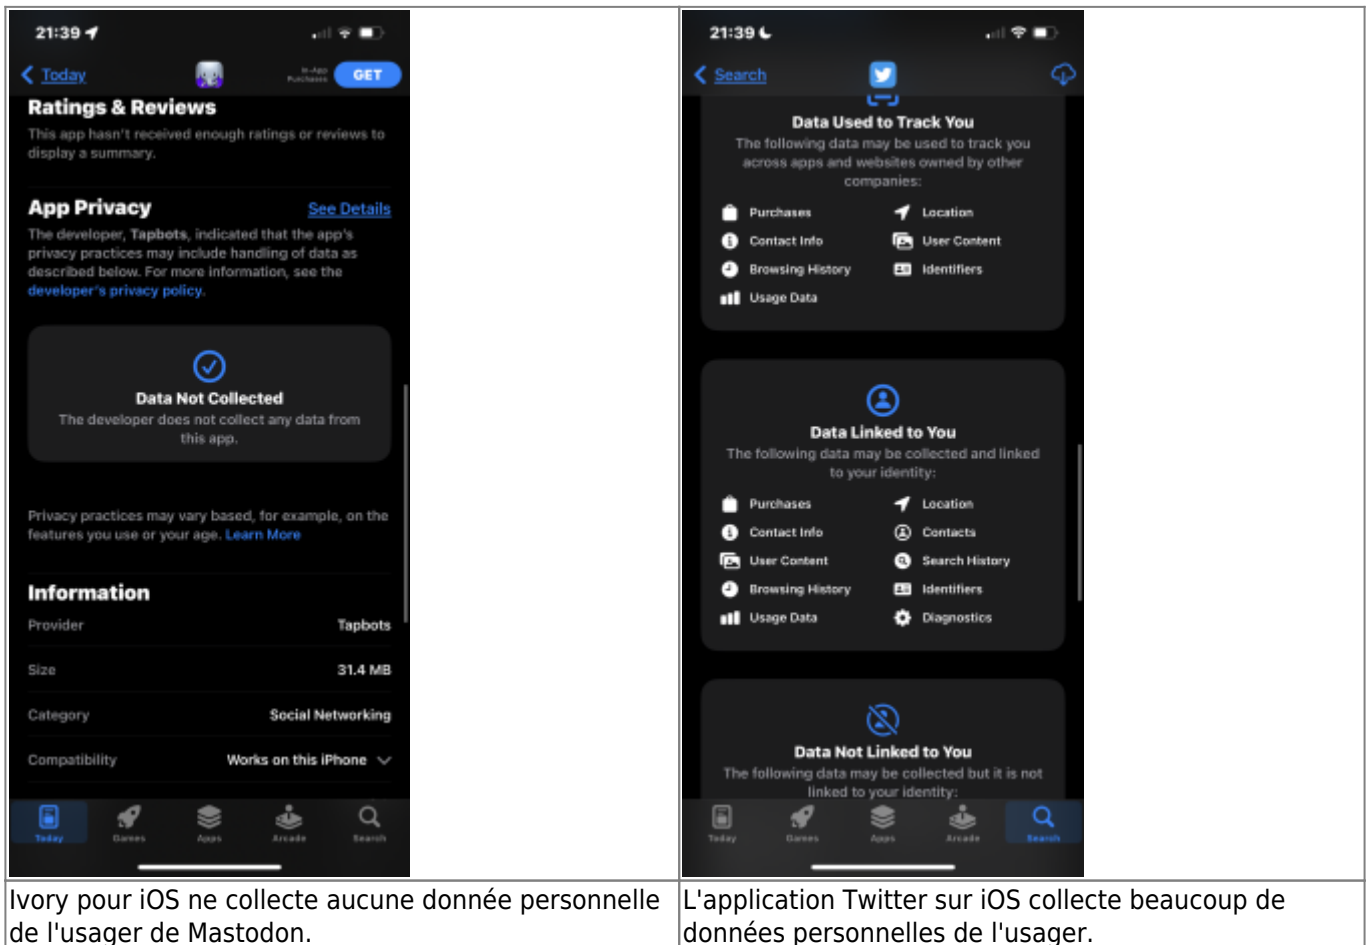 21:39
Today
In-App
Purchases
GET
Ratings & Reviews
This app hasn't received enough ratings or reviews to
display a summary.
App Privacy
See Details
The developer, Tapbots, indicated that the app's
privacy practices may include handling of data as
described below. For more information, see the
developer's privacy policy.
Data Not Collected
The developer does not collect any data from
this app.
Privacy practices may vary based, for example, on the
features you use or your age. Learn More
Information
Provider
Tapbots
Size
31.4 MB
Category
Social Networking
Compatibility
Works on this iPhone
Today
Games
Apps
Arcade
Search
Ivory pour iOS ne collecte aucune donnée personnelle
de l'usager de Mastodon.
21:39
Search
Data Used to Track You
The following data may be used to track you
across apps and websites owned by other
companies:
Purchases
Location
Contact Info
User Content
Browsing History
Identifiers
Usage Data
Data Linked to You
The following data may be collected and linked
to your identity:
Purchases
Location
Contact Info
Contacts
User Content
Search History
Browsing History
Identifiers
Usage Data
Diagnostics
Data Not Linked to You
The following data may be collected but it is not
linked to your identity:
Today
Games
Apps
Arcade
Search
L'application Twitter sur iOS collecte beaucoup de
données personnelles de l'usager.